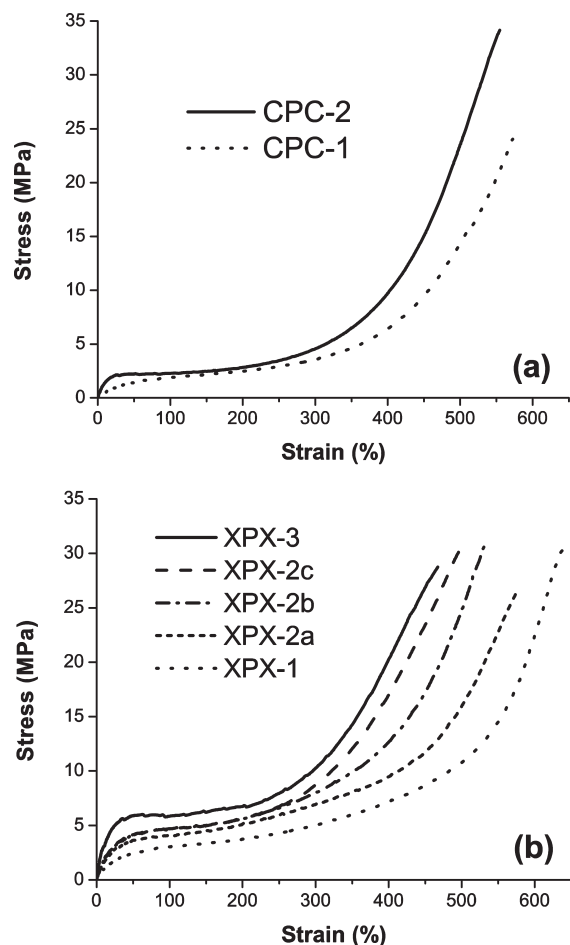 35
30
25
20
15
10
5
0
Stress (MPa)
CPC-2
CPC-1
(a)
0 100 200 300 400 500 600
Strain (%)
35
30
25
20
15
10
5
0
Stress (MPa)
XPX-3
XPX-2c
XPX-2b
XPX-2a
XPX-1
(b)
0 100 200 300 400 500 600
Strain (%)